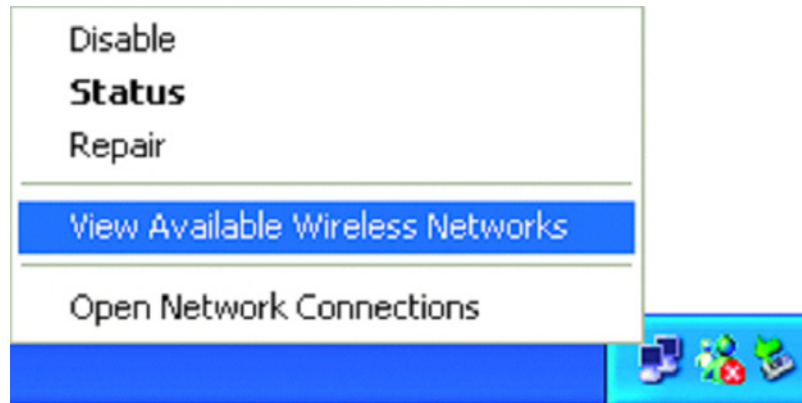 Disable
Status
Repair
View Available Wireless Networks
Open Network Connections